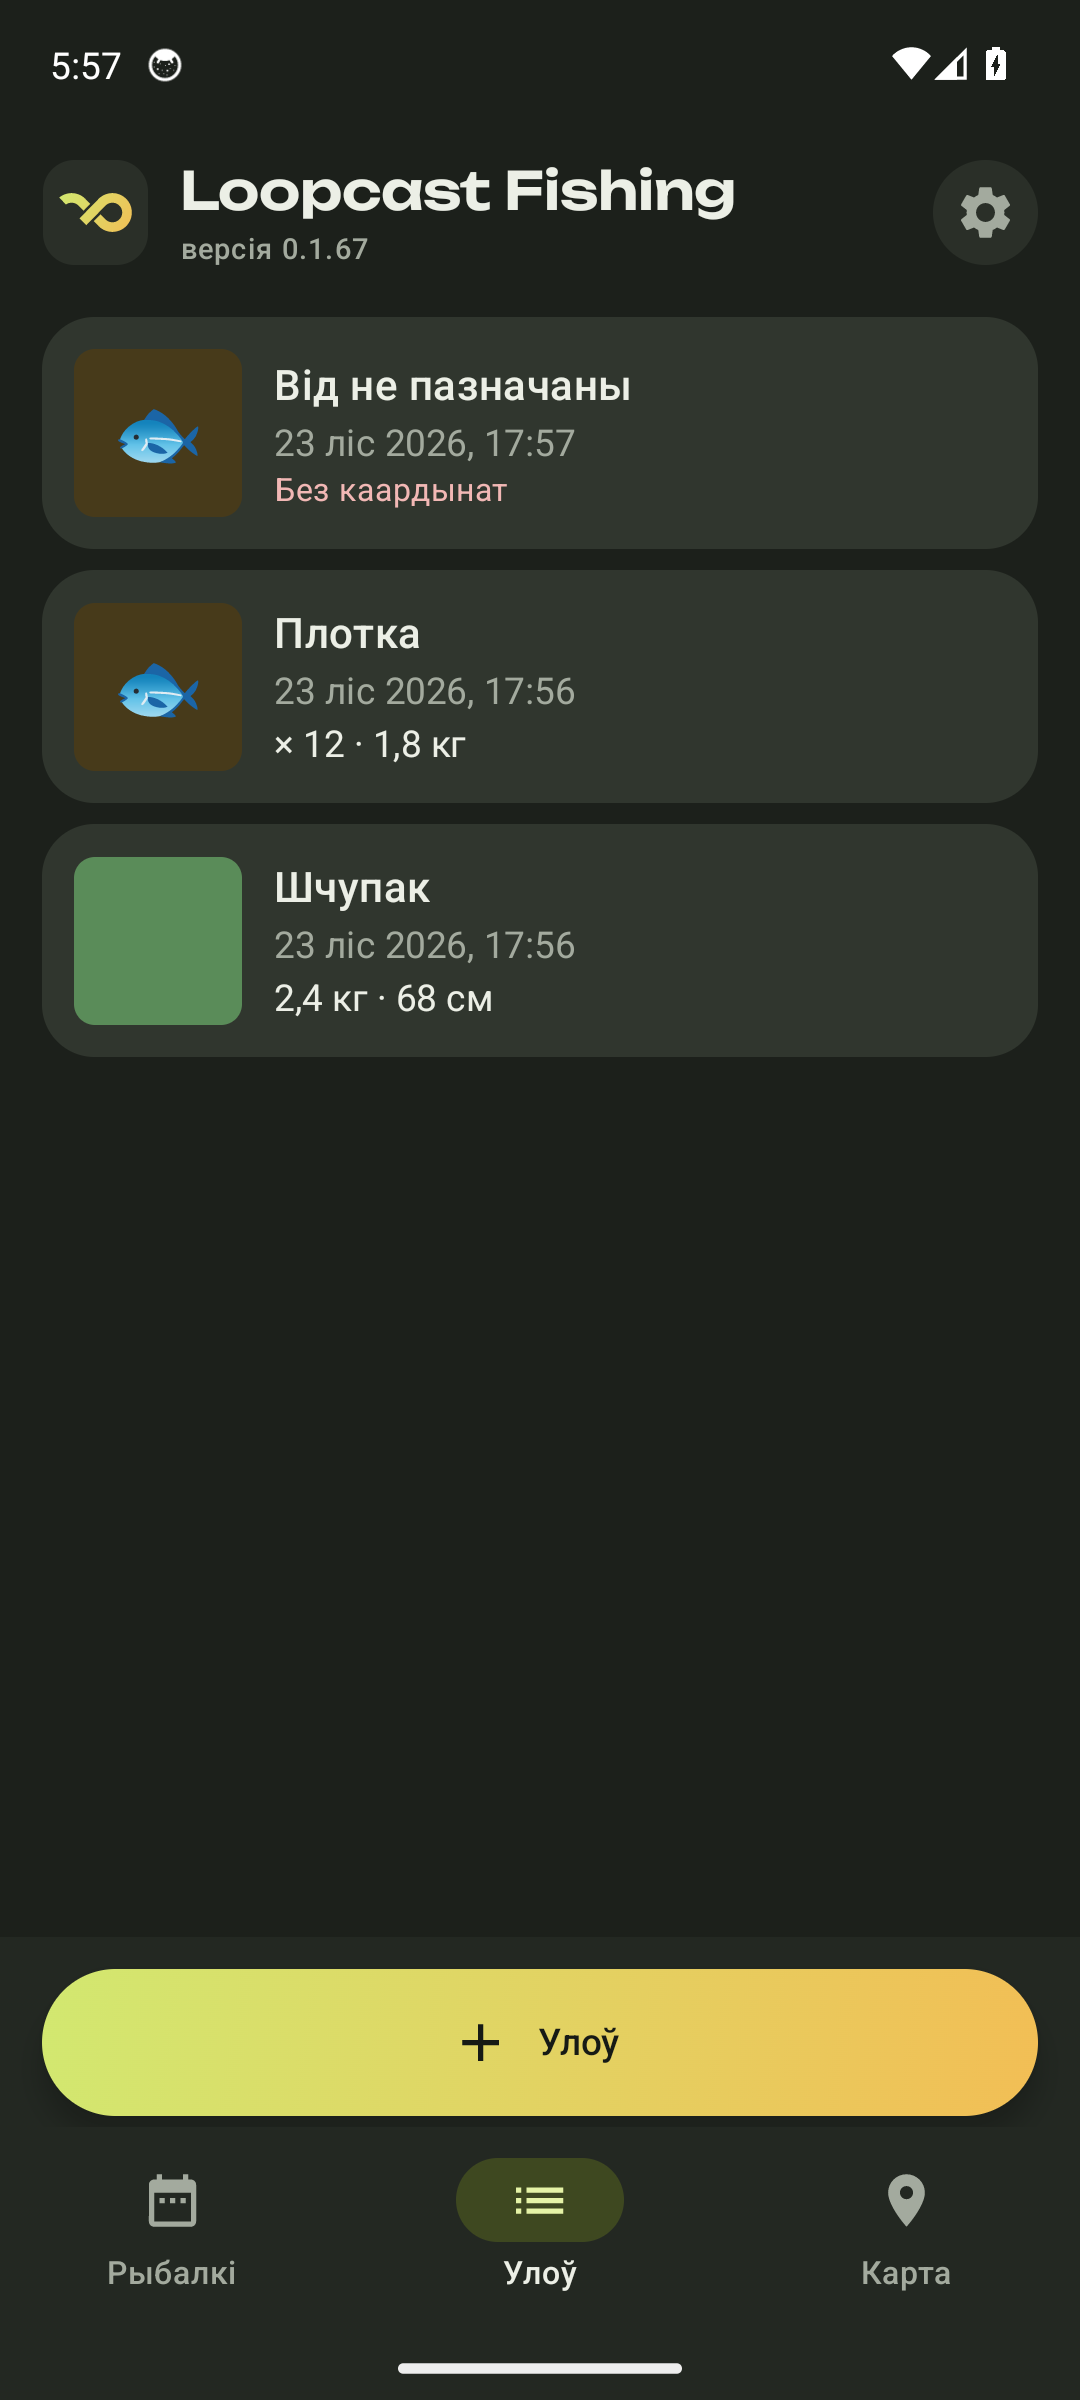 5:57
Loopcast Fishing
версія 0.1.67
Від не пазначаны
23 ліс 2026, 17:57
Без каардынат
Плотка
23 ліс 2026, 17:56
× 12 · 1,8 кг
Шчупак
23 ліс 2026, 17:56
2,4 кг · 68 см
Улоў
Рыбалкі
Улоў
Карта